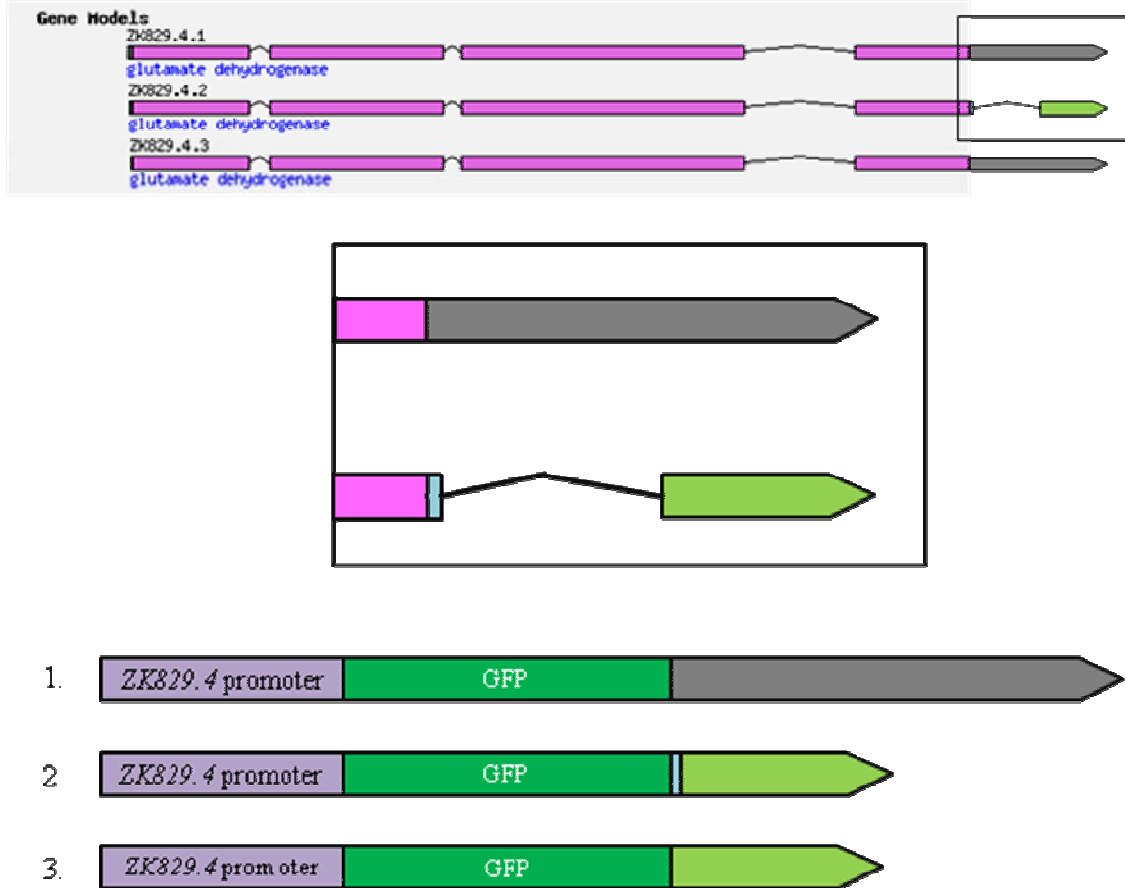 Gene Models
ZK829.4.1
glutamate dehydrogenase
ZK829.4.2
glutamate dehydrogenase
ZK829.4.3
glutamate dehydrogenase
1. ZK829.4 promoter GFP
2 ZK829.4 promoter GFP
3. ZK829.4 prom oter GFP